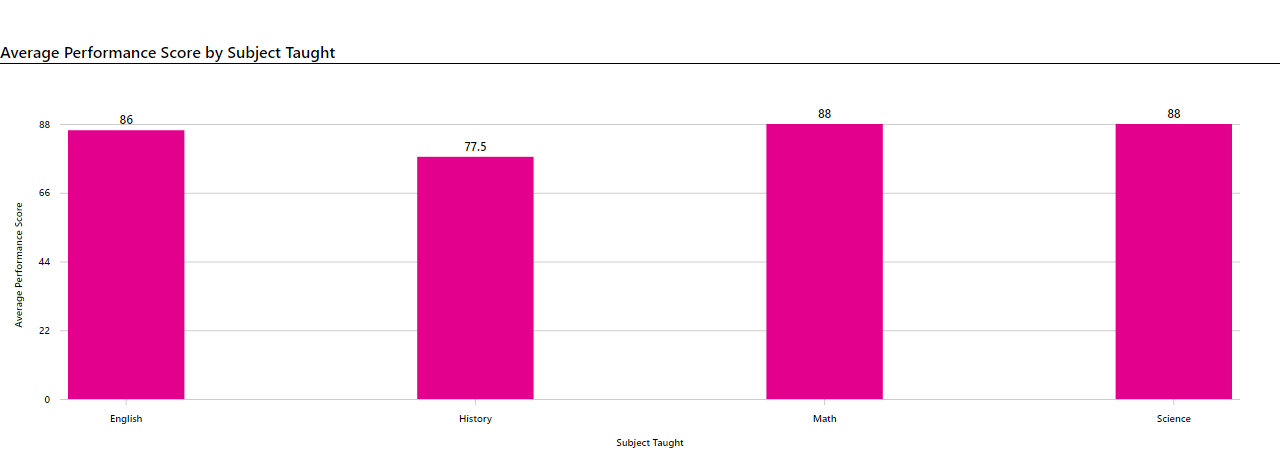 Average Performance Score by Subject Taught
86
77.5
88
88
88
66
44
22
0
Average Performance Score
English
History
Math
Science
Subject Taught